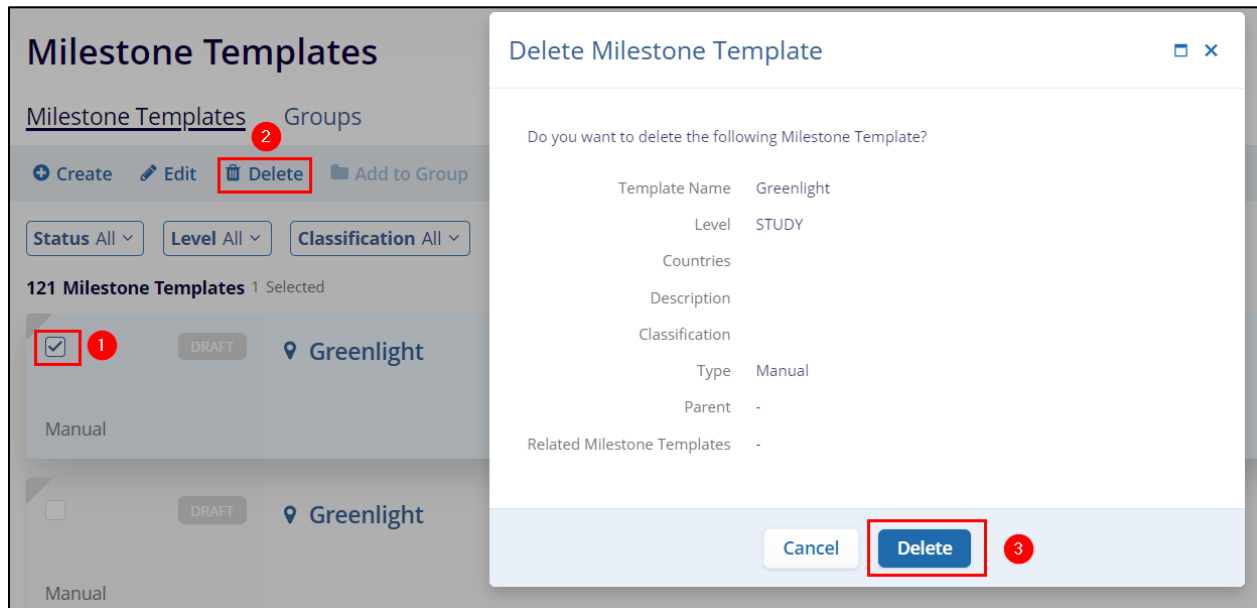 Milestone Templates
Milestone Templates Groups
2
Create Edit Delete Add to Group
Status All Level All Classification All
121 Milestone Templates 1 Selected
1
DRAFT Greenlight
Manual
DRAFT Greenlight
Manual
Delete Milestone Template
Do you want to delete the following Milestone Template?
Template Name Greenlight
Level STUDY
Countries
Description
Classification
Type Manual
Parent -
Related Milestone Templates -
Cancel Delete 3